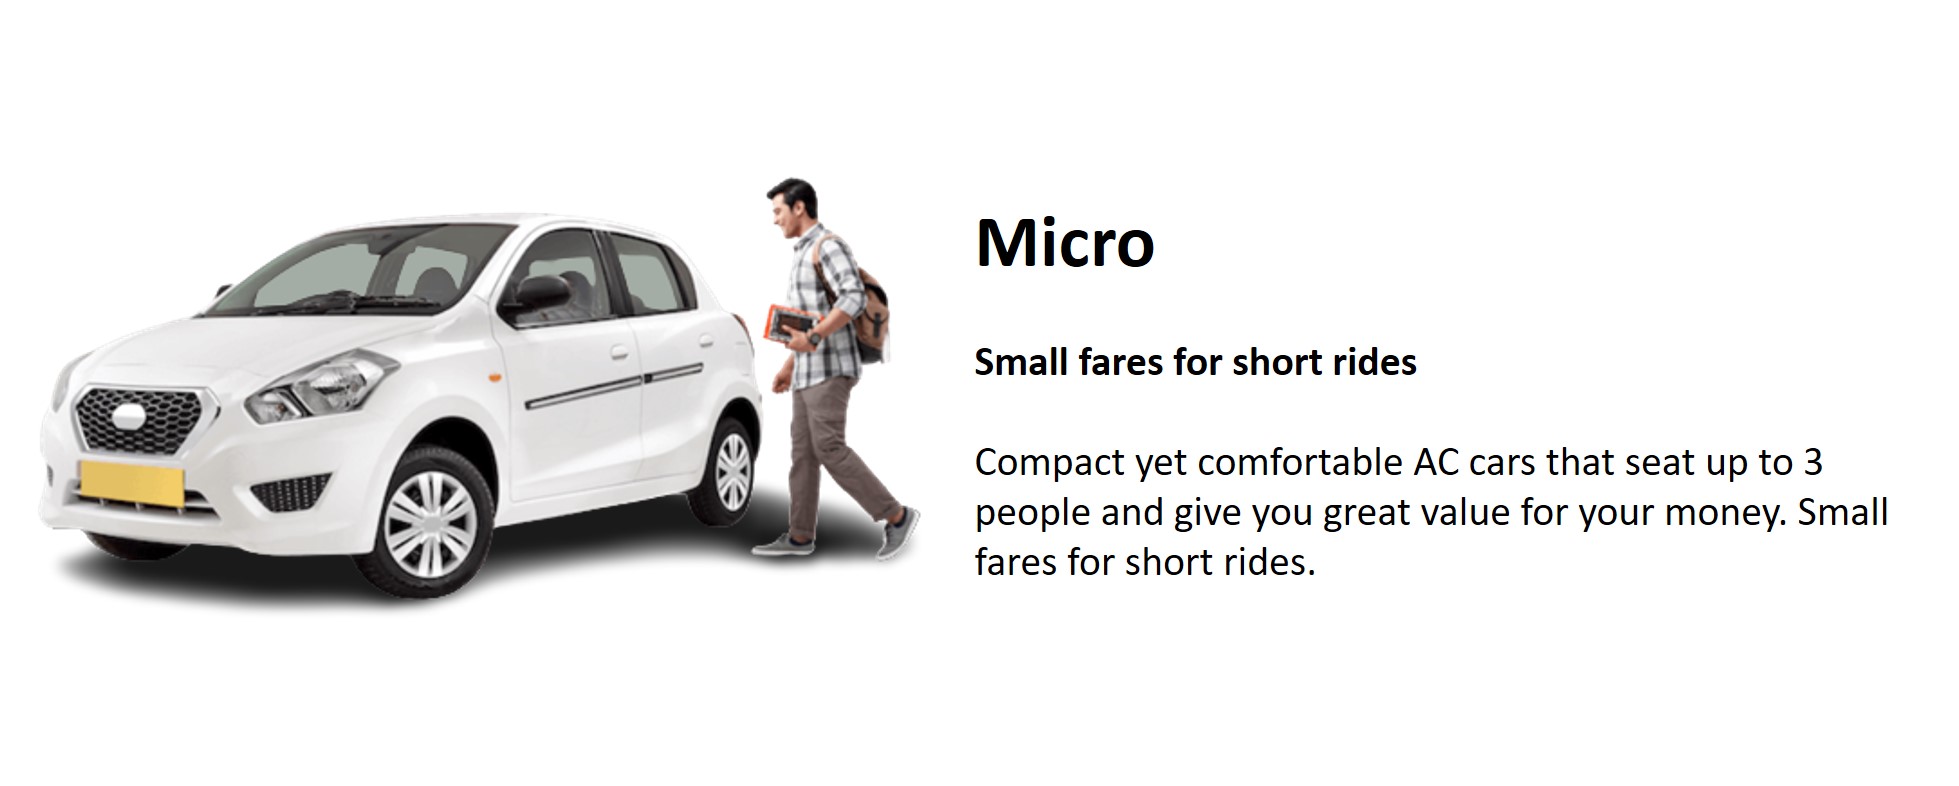 Micro
Small fares for short rides
Compact yet comfortable AC cars that seat up to 3
people and give you great value for your money. Small
fares for short rides.